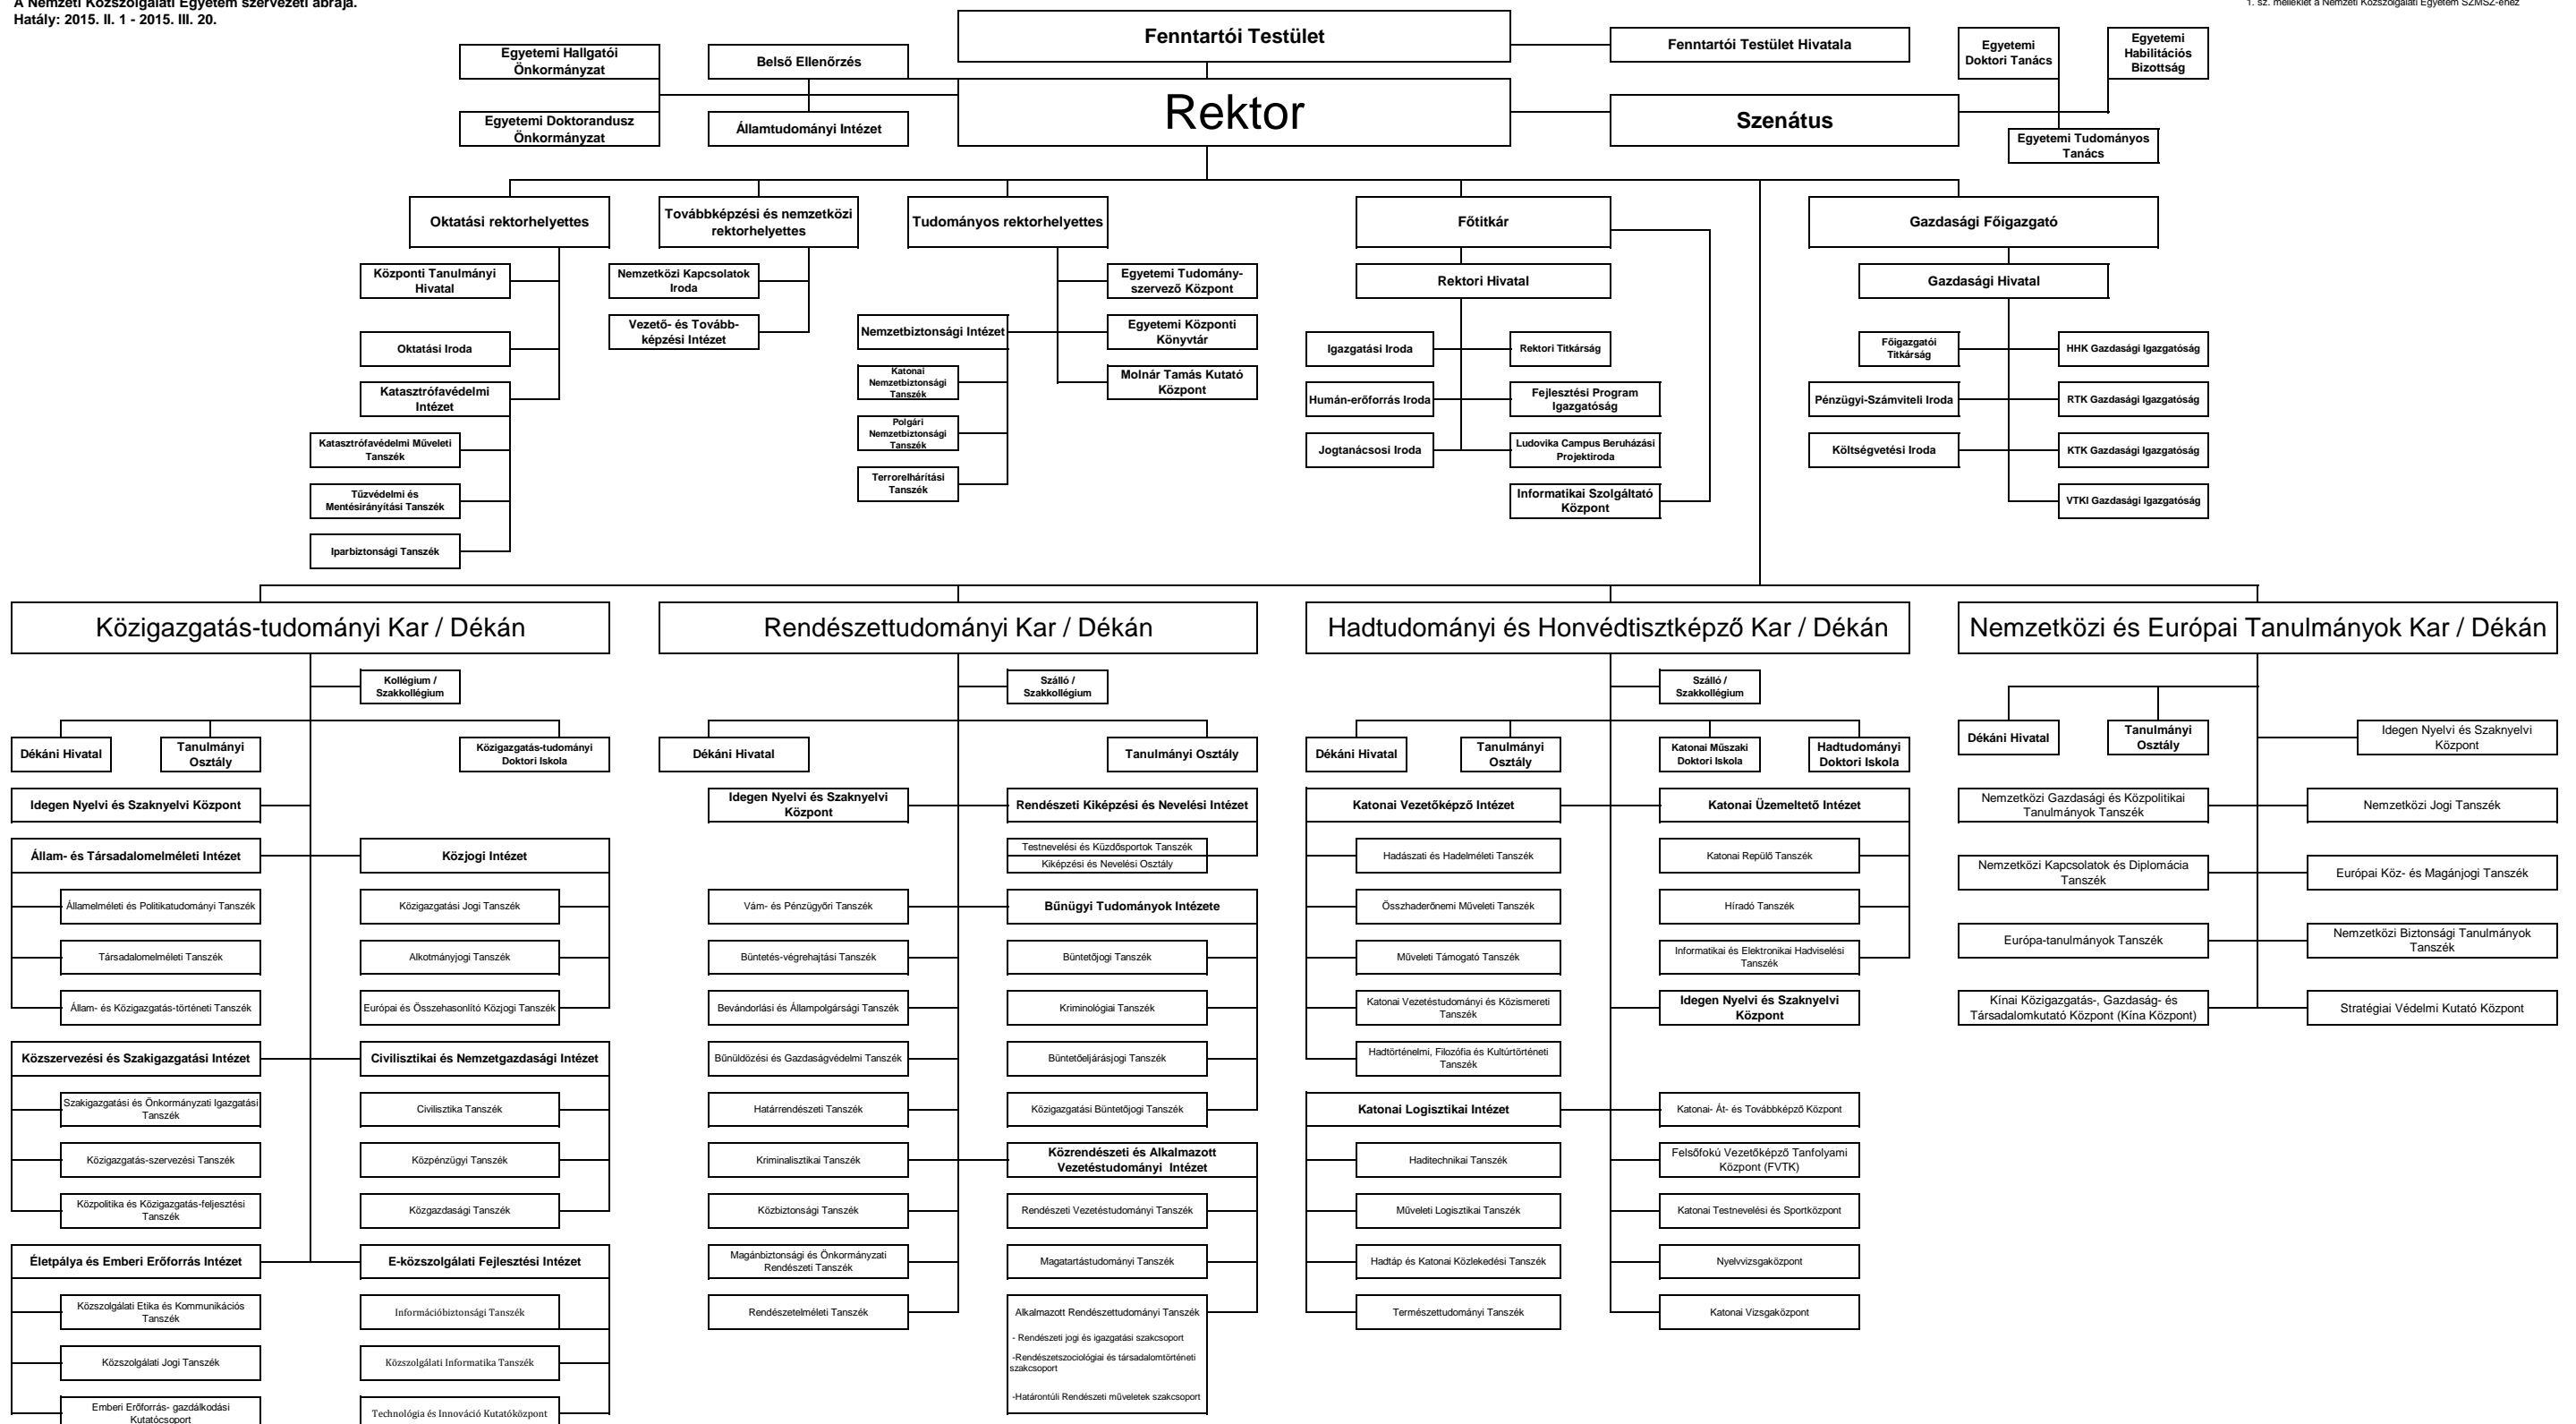 A Nemzeti Közszolgálati Egyetem szervezeti ábrája.
Hatály: 2015. II. 1 - 2015. III. 20.
1. sz. melléklet a Nemzeti Közszolgálati Egyetem SZMSZ-éhez
Fenntartói Testület
Fenntartói Testület Hivatala
Egyetemi Hallgatói
Önkormányzat
Belső Ellenőrzés
Egyetemi
Doktori Tanács
Egyetemi
Habilitációs
Bizottság
Rektor
Szenátus
Egyetemi Doktorandusz
Önkormányzat
Államtudományi Intézet
Egyetemi Tudományos
Tanács
Oktatási rektorhelyettes
Továbbképzési és nemzetközi
rektorhelyettes
Tudományos rektorhelyettes
Főtitkár
Gazdasági Főigazgató
Központi Tanulmányi
Hivatal
Oktatási Iroda
Katasztrófavédelmi
Intézet
Katasztrófavédelmi Műveleti
Tanszék
Tűzvédelmi és
Mentésirányítási Tanszék
Iparbiztonsági Tanszék
Nemzetközi Kapcsolatok
Iroda
Vezető- és Tovább-
képzési Intézet
Egyetemi Tudomány-
szervező Központ
Nemzetbiztonsági Intézet
Egyetemi Központi
Könyvtár
Katonai
Nemzetbiztonsági
Tanszék
Molnár Tamás Kutató
Központ
Polgári
Nemzetbiztonsági
Tanszék
Terrorelhárítási
Tanszék
Rektori Hivatal
Igazgatási Iroda
Rektori Titkárság
Humán-erőforrás Iroda
Fejlesztési Program
Igazgatóság
Jogtanácsosi Iroda
Ludovika Campus Beruházási
Projektiroda
Informatikai Szolgáltató
Központ
Gazdasági Hivatal
Főigazgatói
Titkárság
HHK Gazdasági Igazgatóság
Pénzügyi-Számviteli Iroda
RTK Gazdasági Igazgatóság
Költségvetési Iroda
KTK Gazdasági Igazgatóság
VTKI Gazdasági Igazgatóság
Közigazgatás-tudományi Kar / Dékán
Kollégium /
Szakkollégium
Dékáni Hivatal
Tanulmányi
Osztály
Közigazgatás-tudományi
Doktori Iskola
Idegen Nyelvi és Szaknyelvi Központ
Állam- és Társadalomelméleti Intézet
Közjogi Intézet
Államelméleti és Politikatudományi Tanszék
Közigazgatási Jogi Tanszék
Társadalomelméleti Tanszék
Alkotmányjogi Tanszék
Állam- és Közigazgatás-történeti Tanszék
Európai és Összehasonlító Közjogi Tanszék
Közszervezési és Szakigazgatási Intézet
Civilisztikai és Nemzetgazdasági Intézet
Szakigazgatási és Önkormányzati Igazgatási
Tanszék
Civilisztika Tanszék
Közigazgatás-szervezési Tanszék
Közpénzügyi Tanszék
Közpolitika és Közigazgatás-feljesztési
Tanszék
Közgazdasági Tanszék
Életpálya és Emberi Erőforrás Intézet
E-közszolgálati Fejlesztési Intézet
Közszolgálati Etika és Kommunikációs
Tanszék
Információbiztonsági Tanszék
Közszolgálati Jogi Tanszék
Közszolgálati Informatika Tanszék
Emberi Erőforrás- gazdálkodási
Kutatócsoport
Technológia és Innováció Kutatóközpont
Rendészettudományi Kar / Dékán
Szálló /
Szakkollégium
Dékáni Hivatal
Tanulmányi Osztály
Idegen Nyelvi és Szaknyelvi
Központ
Rendészeti Kiképzési és Nevelési Intézet
Testnevelési és Küzdősportok Tanszék
Kiképzési és Nevelési Osztály
Vám- és Pénzügyőri Tanszék
Bűnügyi Tudományok Intézete
Büntetés-végrehajtási Tanszék
Büntetőjogi Tanszék
Bevándorlási és Állampolgársági Tanszék
Kriminológiai Tanszék
Bűnüldözési és Gazdaságvédelmi Tanszék
Büntetőeljárásjogi Tanszék
Határrendészeti Tanszék
Közigazgatási Büntetőjogi Tanszék
Kriminalisztikai Tanszék
Közrendészeti és Alkalmazott
Vezetéstudományi Intézet
Közbiztonsági Tanszék
Rendészeti Vezetéstudományi Tanszék
Magánbiztonsági és Önkormányzati
Rendészeti Tanszék
Magatartástudományi Tanszék
Rendészetelméleti Tanszék
Alkalmazott Rendészettudományi Tanszék
- Rendészeti jogi és igazgatási szakcsoport
-Rendészetszociológiai és társadalomtörténeti
szakcsoport
-Határontúli Rendészeti műveletek szakcsoport
Hadtudományi és Honvédtisztképző Kar / Dékán
Szálló /
Szakkollégium
Dékáni Hivatal
Tanulmányi
Osztály
Katonai Műszaki
Doktori Iskola
Hadtudományi
Doktori Iskola
Katonai Vezetőképző Intézet
Katonai Üzemeltető Intézet
Hadászati és Hadelméleti Tanszék
Katonai Repülő Tanszék
Összhaderőnemi Műveleti Tanszék
Híradó Tanszék
Műveleti Támogató Tanszék
Informatikai és Elektronikai Hadviselési
Tanszék
Katonai Vezetéstudományi és Közismereti
Tanszék
Idegen Nyelvi és Szaknyelvi
Központ
Hadtörténelmi, Filozófia és Kultúrtörténeti
Tanszék
Katonai Logisztikai Intézet
Katonai- Át- és Továbbképző Központ
Haditechnikai Tanszék
Felsőfokú Vezetőképző Tanfolyami
Központ (FVTK)
Műveleti Logisztikai Tanszék
Katonai Testnevelési és Sportközpont
Hadtáp és Katonai Közlekedési Tanszék
Nyelvvizsgaközpont
Természettudományi Tanszék
Katonai Vizsgaközpont
Nemzetközi és Európai Tanulmányok Kar / Dékán
Dékáni Hivatal
Tanulmányi
Osztály
Idegen Nyelvi és Szaknyelvi
Központ
Nemzetközi Gazdasági és Közpolitikai
Tanulmányok Tanszék
Nemzetközi Jogi Tanszék
Nemzetközi Kapcsolatok és Diplomácia
Tanszék
Európai Köz- és Magánjogi Tanszék
Európa-tanulmányok Tanszék
Nemzetközi Biztonsági Tanulmányok
Tanszék
Kínai Közigazgatás-, Gazdaság- és
Társadalomkutató Központ (Kína Központ)
Stratégiai Védelmi Kutató Központ